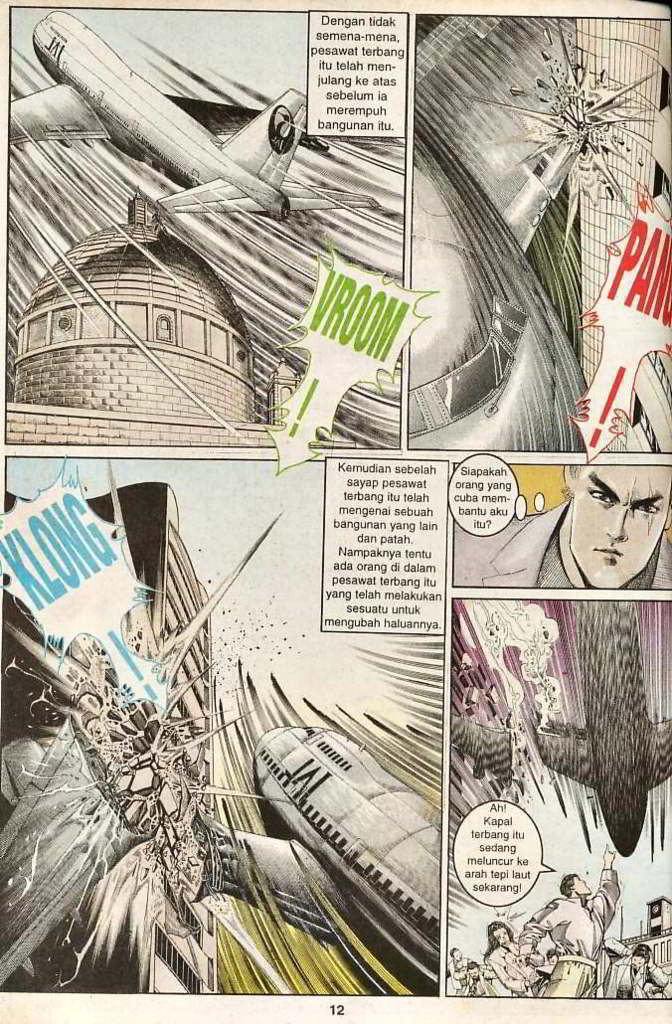 Dengan tidak
semena-mena,
pesawat terbang
itu telah men-
julang ke atas
sebelum ia
merempuh
bangunan itu.
VROOM
!
PANG
!
KLONG
!
Kemudian sebelah
sayap pesawat
terbang itu telah
mengenai sebuah
bangunan yang lain
dan patah.
Nampaknya tentu
ada orang di dalam
pesawat terbang itu
yang telah melakukan
sesuatu untuk
mengubah haluannya.
Siapakah
orang yang
cuba mem-
bantu aku
itu?
Ah!
Kapal
terbang itu
sedang
meluncur ke
arah tepi laut
sekarang!
12